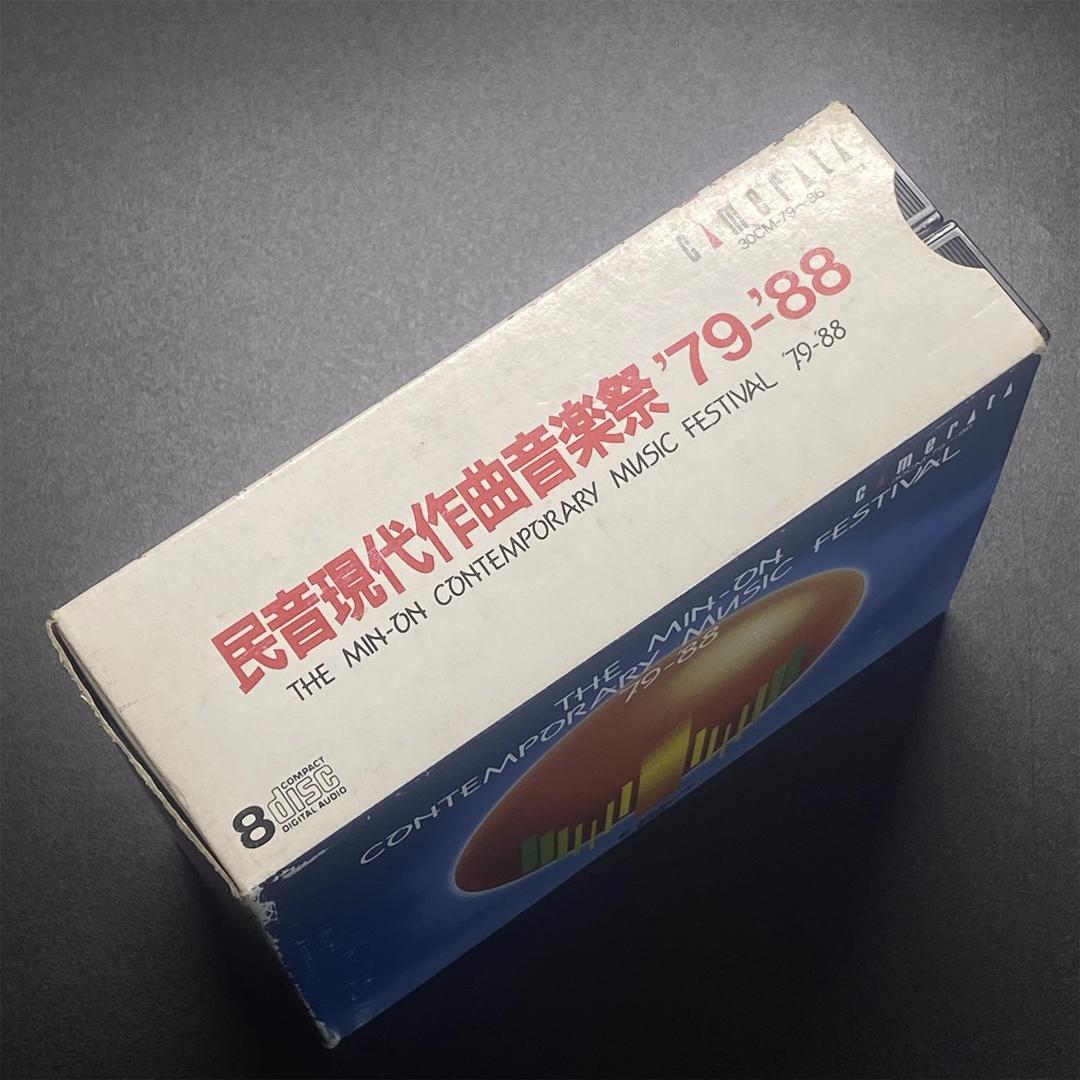 camerata
30CM-79~86
民音現代作曲音楽祭 '79-'88
THE MIN-ON CONTEMPORARY MUSIC FESTIVAL '79-'88
8
COMPACT
disc
DIGITAL AUDIO
camerata
THE MIN-ON
CONTEMPORARY MUSIC FESTIVAL
'79-'88